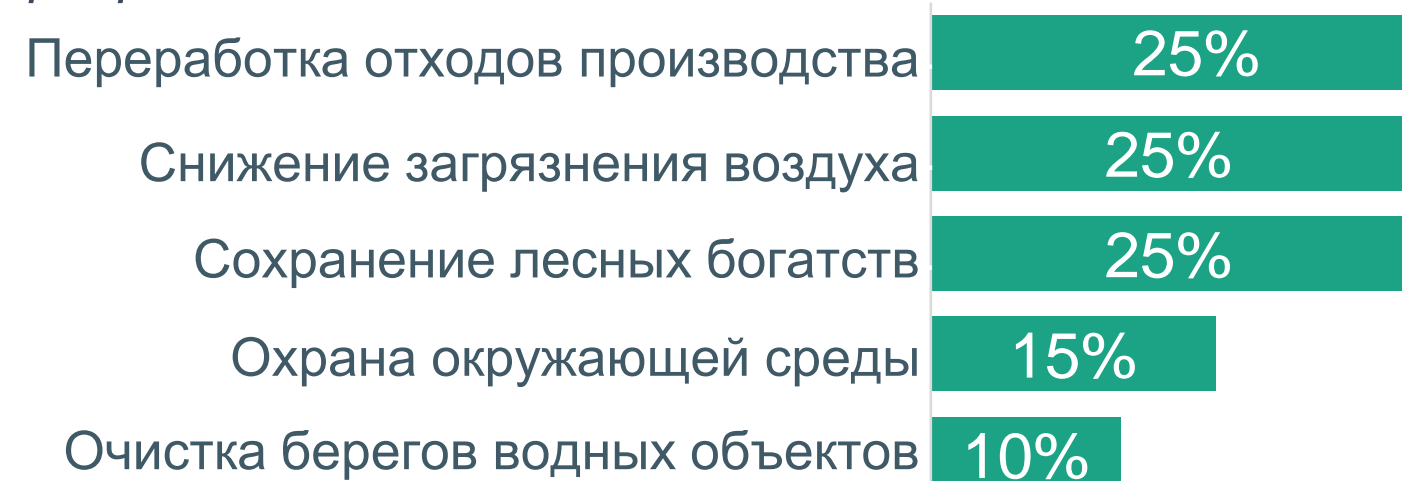 Переработка отходов производства 25%
Снижение загрязнения воздуха 25%
Сохранение лесных богатств 25%
Охрана окружающей среды 15%
Очистка берегов водных объектов 10%